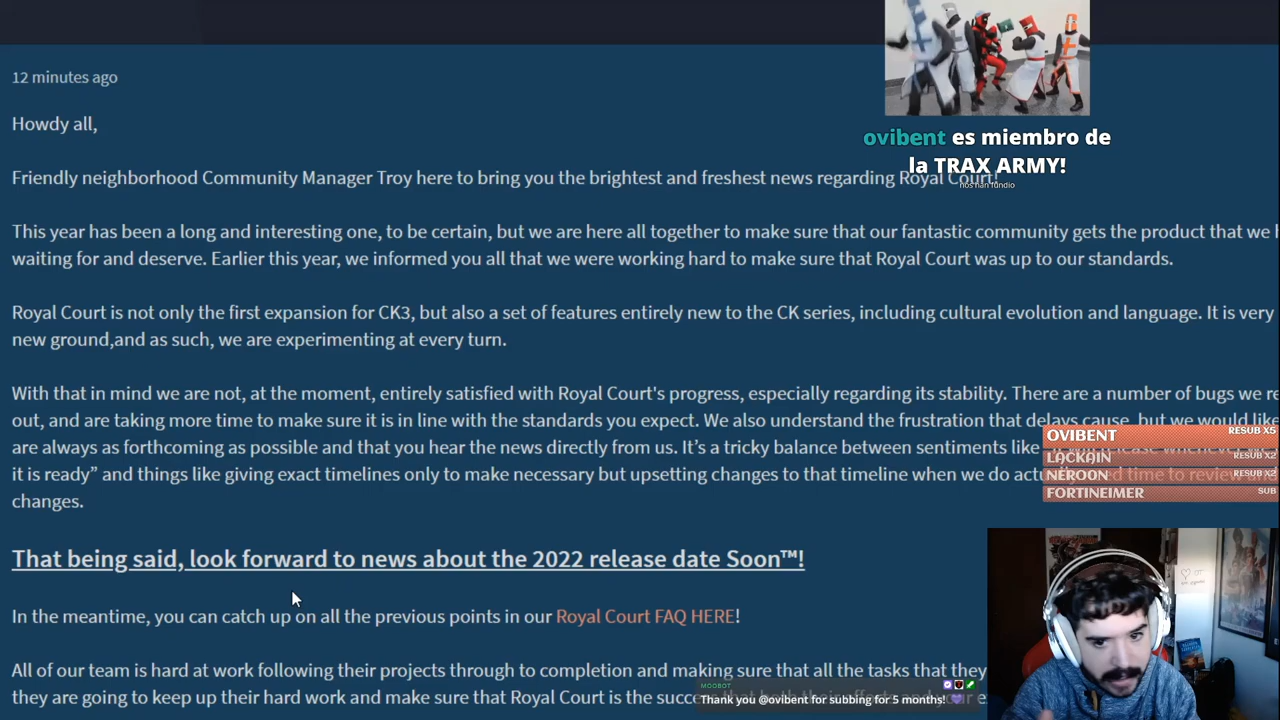 12 minutes ago
Howdy all,
Friendly neighborhood Community Manager Troy here to bring you the brightest and freshest news regarding Royal Court!
This year has been a long and interesting one, to be certain, but we are here all together to make sure that our fantastic community gets the product that we
waiting for and deserve. Earlier this year, we informed you all that we were working hard to make sure that Royal Court was up to our standards.
Royal Court is not only the first expansion for CK3, but also a set of features entirely new to the CK series, including cultural evolution and language. It is very
new ground,and as such, we are experimenting at every turn.
With that in mind we are not, at the moment, entirely satisfied with Royal Court's progress, especially regarding its stability. There are a number of bugs we
out, and are taking more time to make sure it is in line with the standards you expect. We also understand the frustration that delays cause, but we would like
are always as forthcoming as possible and that you hear the news directly from us. It’s a tricky balance between sentiments like
it is ready” and things like giving exact timelines only to make necessary but upsetting changes to that timeline when we do
changes.
That being said, look forward to news about the 2022 release date Soon™!
In the meantime, you can catch up on all the previous points in our Royal Court FAQ HERE!
All of our team is hard at work following their projects through to completion and making sure that all the tasks that they
they are going to keep up their hard work and make sure that Royal Court is the
ovibent es miembro de
la TRAX ARMY!
nos han fundio
OVIBENT RESUB X5
LACKAIN RESUB X2
NEROON RESUB X2
FORTINEIMER SUB
MOOBOT
Thank you @ovibent for subbing for 5 months!